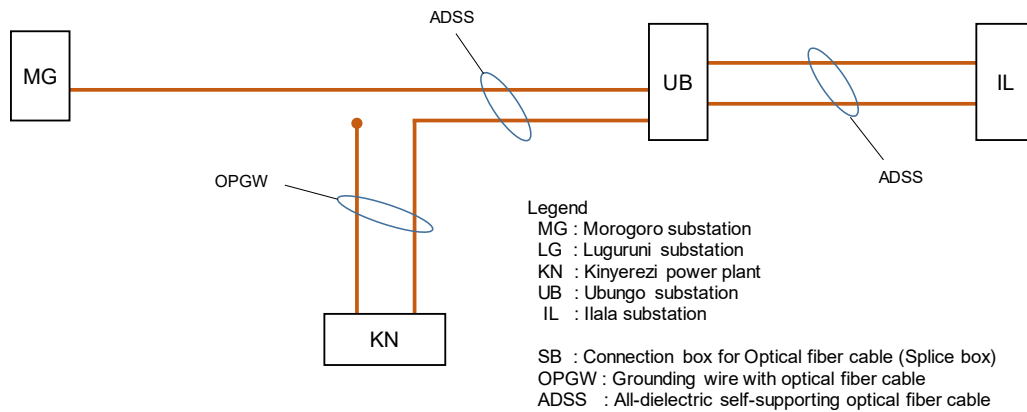 ADSS
MG
UB
IL
OPGW
ADSS
KN
Legend
MG : Morogoro substation
LG : Luguruni substation
KN : Kinyerezi power plant
UB : Ubungo substation
IL : Ilala substation
SB : Connection box for Optical fiber cable (Splice box)
OPGW : Grounding wire with optical fiber cable
ADSS : All-dielectric self-supporting optical fiber cable